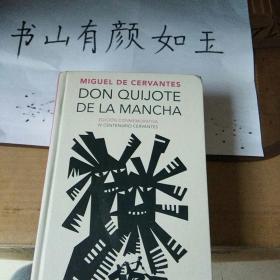 书山有颜如玉
MIGUEL DE CERVANTES
DON QUIJOTE
DE LA MANCHA
EDICIÓN CONMEMORATIVA
IV CENTENARIO CERVANTES